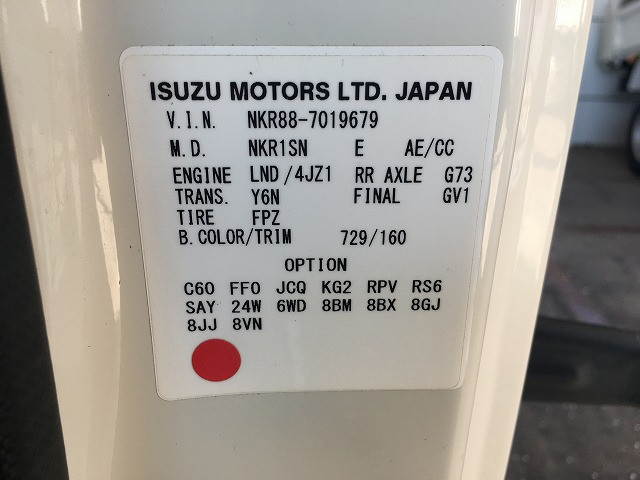 ISUZU MOTORS LTD. JAPAN
V.I.N. NKR88-7019679
M.D. NKR1SN E AE/CC
ENGINE LND/4JZ1 RR AXLE G73
TRANS. Y6N FINAL GV1
TIRE FPZ
B.COLOR/TRIM 729/160
OPTION
C60 FF0 JCQ KG2 RPV RS6
SAY 24W 6WD 8BM 8BX 8GJ
8JJ 8VN